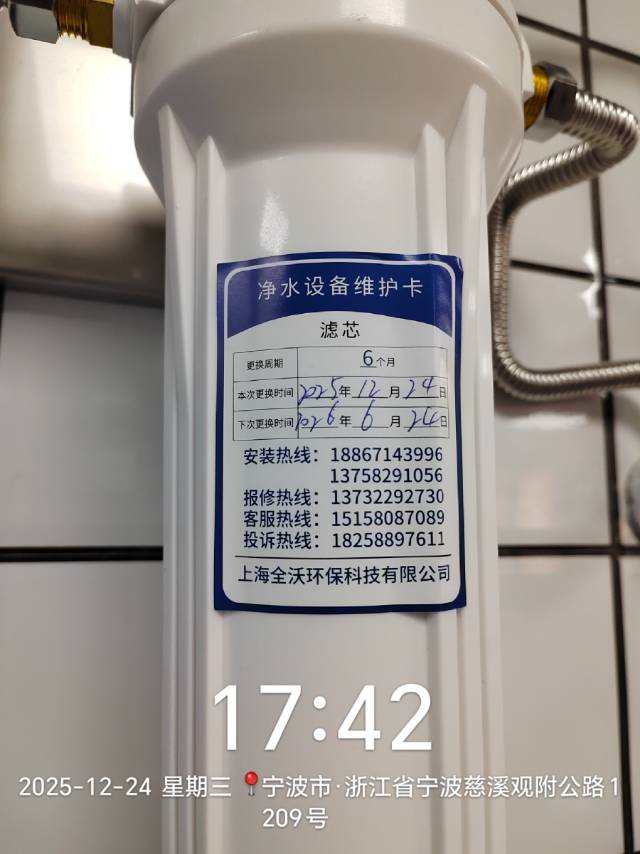 净水设备维护卡
滤芯
更换周期 6个月
本次更换时间 2025年12月24日
下次更换时间 2026年6月24日
安装热线：18867143996
13758291056
报修热线：13732292730
客服热线：15158087089
投诉热线：18258897611
上海全沃环保科技有限公司
17:42
2025-12-24 星期三 📍宁波市·浙江省宁波慈溪观附公路1
209号